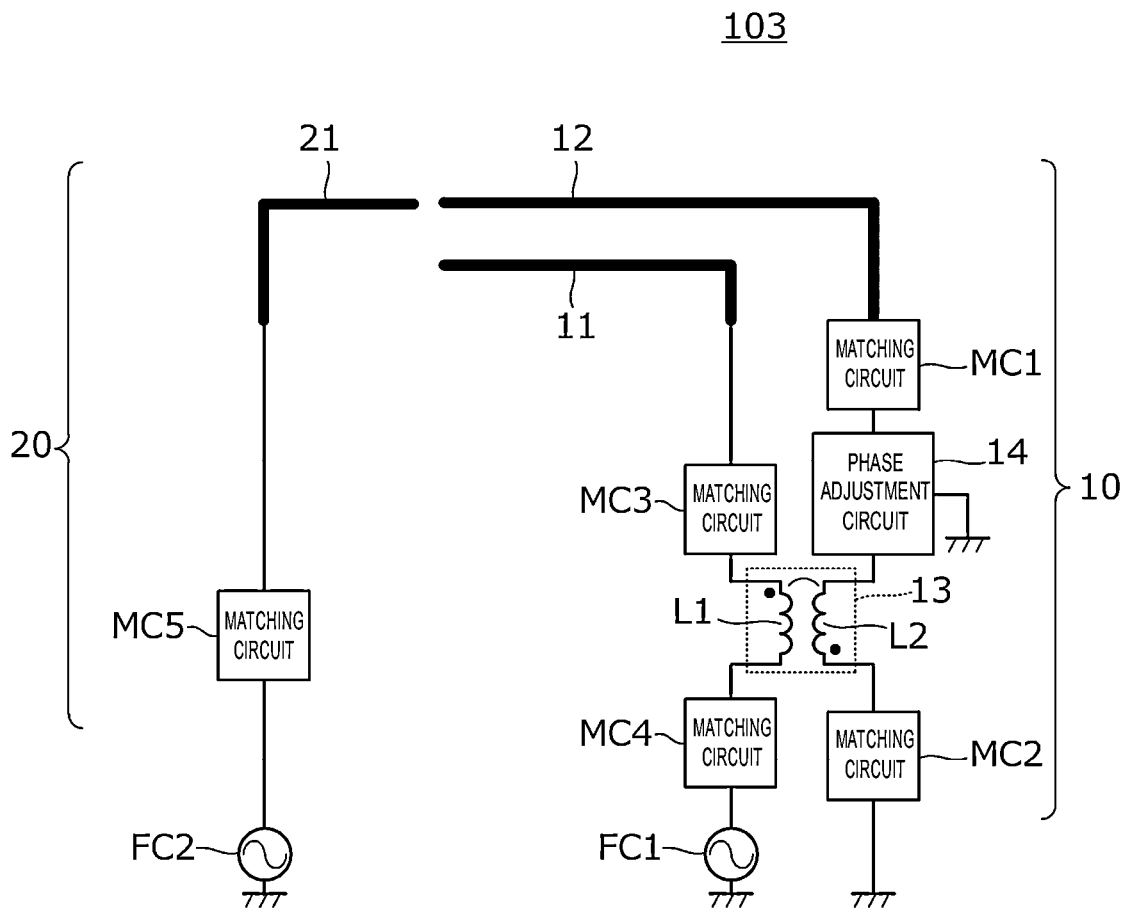 103
21
12
11
MATCHING
CIRCUIT
MC1
20
14
PHASE
ADJUSTMENT
CIRCUIT
10
MC3
MATCHING
CIRCUIT
13
MC5
MATCHING
CIRCUIT
L1
L2
MC4
MATCHING
CIRCUIT
MATCHING
CIRCUIT
MC2
FC2
FC1